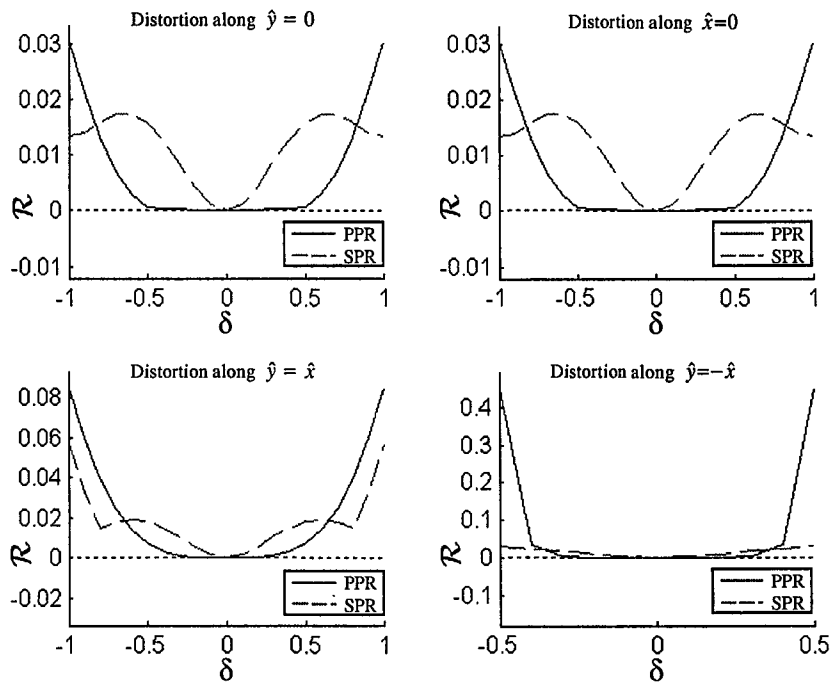 Distortion along ŷ = 0
0.03
0.02
0.01
0
-0.01
ℛ
PPR
SPR
-1 -0.5 0 0.5 1
δ
Distortion along x̂=0
0.03
0.02
0.01
0
-0.01
ℛ
PPR
SPR
-1 -0.5 0 0.5 1
δ
Distortion along ŷ = x̂
0.08
0.06
0.04
0.02
0
-0.02
ℛ
PPR
SPR
-1 -0.5 0 0.5 1
δ
Distortion along ŷ=−x̂
0.4
0.3
0.2
0.1
0
-0.1
ℛ
PPR
SPR
-0.5 0 0.5
δ